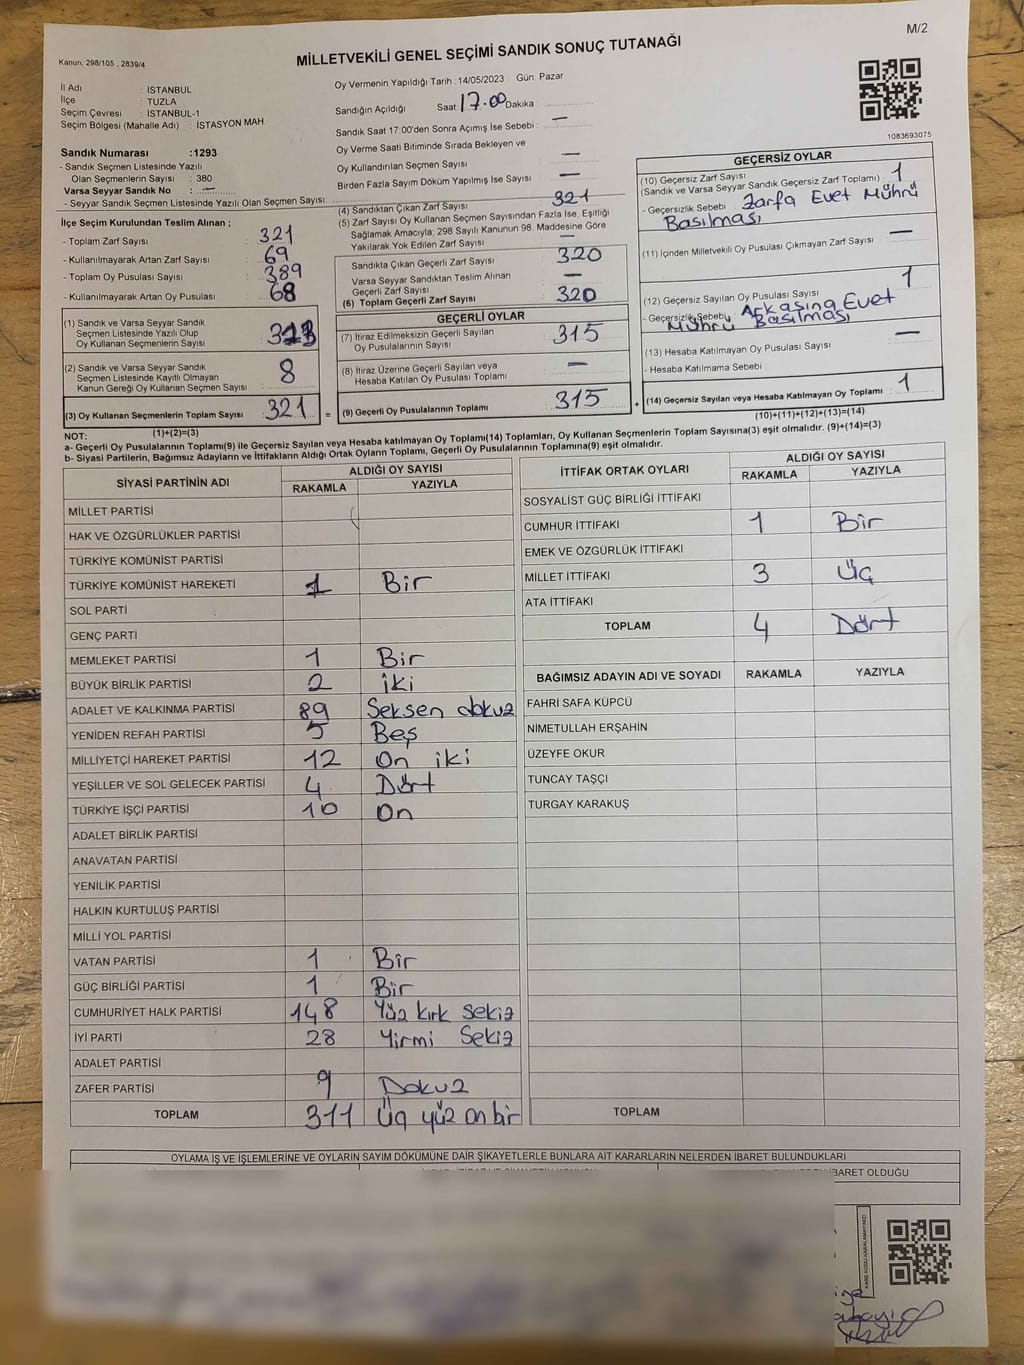 M/2
MİLLETVEKİLİ GENEL SEÇİMİ SANDIK SONUÇ TUTANAĞI
Kanun: 298/105 , 2839/4
İl Adı : İSTANBUL
İlçe : TUZLA
Seçim Çevresi : İSTANBUL-1
Seçim Bölgesi (Mahalle Adı) : İSTASYON MAH.
Sandık Numarası :1293
- Sandık Seçmen Listesinde Yazılı
Olan Seçmenlerin Sayısı : 380
Varsa Seyyar Sandık No : —
- Seyyar Sandık Seçmen Listesinde Yazılı Olan Seçmen Sayısı:
Oy Vermenin Yapıldığı Tarih :14/05/2023 Gün: Pazar
Sandığın Açıldığı Saat 17.00 Dakika
Sandık Saat 17:00'den Sonra Açımış İse Sebebi : —
Oy Verme Saati Bitiminde Sırada Bekleyen ve
Oy Kullandırılan Seçmen Sayısı —
Birden Fazla Sayım Döküm Yapılmış İse Sayısı —
1083693075
İlçe Seçim Kurulundan Teslim Alınan ;
- Toplam Zarf Sayısı : 321
- Kullanılmayarak Artan Zarf Sayısı : 69
- Toplam Oy Pusulası Sayısı : 389
- Kullanılmayarak Artan Oy Pusulası : 68
(1) Sandık ve Varsa Seyyar Sandık
Seçmen Listesinde Yazılı Olup
Oy Kullanan Seçmenlerin Sayısı : 313
(2) Sandık ve Varsa Seyyar Sandık
Seçmen Listesinde Kayıtlı Olmayan
Kanun Gereği Oy Kullanan Seçmen Sayısı : 8
(3) Oy Kullanan Seçmenlerin Toplam Sayısı : 321 =
(1)+(2)=(3)
(4) Sandıktan Çıkan Zarf Sayısı 321
(5) Zarf Sayısı Oy Kullanan Seçmen Sayısından Fazla İse, Eşitliği
Sağlamak Amacıyla; 298 Sayılı Kanunun 98. Maddesine Göre
Yakılarak Yok Edilen Zarf Sayısı —
Sandıkta Çıkan Geçerli Zarf Sayısı 320
Varsa Seyyar Sandıktan Teslim Alınan
Geçerli Zarf Sayısı —
(6) Toplam Geçerli Zarf Sayısı 320
GEÇERLİ OYLAR
(7) İtiraz Edilmeksizin Geçerli Sayılan
Oy Pusulalarının Sayısı 315
(8) İtiraz Üzerine Geçerli Sayılan veya
Hesaba Katılan Oy Pusulası Toplamı —
(9) Geçerli Oy Pusulalarının Toplamı 315 +
GEÇERSİZ OYLAR
(10) Geçersiz Zarf Sayısı
(Sandık ve Varsa Seyyar Sandık Geçersiz Zarf Toplamı) : 1
- Geçersizlik Sebebi : Zarfa Evet Mührü
Basılması
(11) İçinden Milletvekili Oy Pusulası Çıkmayan Zarf Sayısı : —
(12) Geçersiz Sayılan Oy Pusulası Sayısı : 1
- Geçersizlik Sebebi : Arkasına Evet
Mührü Basılması
(13) Hesaba Katılmayan Oy Pusulası Sayısı : —
- Hesaba Katılmama Sebebi :
(14) Geçersiz Sayılan veya Hesaba Katılmayan Oy Toplamı : 1
(10)+(11)+(12)+(13)=(14)
NOT:
a- Geçerli Oy Pusulalarının Toplamı(9) ile Geçersiz Sayılan veya Hesaba katılmayan Oy Toplamı(14) Toplamları, Oy Kullanan Seçmenlerin Toplam Sayısına(3) eşit olmalıdır. (9)+(14)=(3)
b- Siyasi Partilerin, Bağımsız Adayların ve İttifakların Aldığı Ortak Oyların Toplamı, Geçerli Oy Pusulalarının Toplamına(9) eşit olmalıdır.
SİYASİ PARTİNİN ADI ALDIĞI OY SAYISI
RAKAMLA YAZIYLA
MİLLET PARTİSİ
HAK VE ÖZGÜRLÜKLER PARTİSİ
TÜRKİYE KOMÜNİST PARTİSİ
TÜRKİYE KOMÜNİST HAREKETİ 1 Bir
SOL PARTİ
GENÇ PARTİ
MEMLEKET PARTİSİ 1 Bir
BÜYÜK BİRLİK PARTİSİ 2 iki
ADALET VE KALKINMA PARTİSİ 89 Seksen dokuz
YENİDEN REFAH PARTİSİ 5 Beş
MİLLİYETÇİ HAREKET PARTİSİ 12 On iki
YEŞİLLER VE SOL GELECEK PARTİSİ 4 Dört
TÜRKİYE İŞÇİ PARTİSİ 10 On
ADALET BİRLİK PARTİSİ
ANAVATAN PARTİSİ
YENİLİK PARTİSİ
HALKIN KURTULUŞ PARTİSİ
MİLLİ YOL PARTİSİ
VATAN PARTİSİ 1 Bir
GÜÇ BİRLİĞİ PARTİSİ 1 Bir
CUMHURİYET HALK PARTİSİ 148 Yüz kırk Sekiz
İYİ PARTİ 28 Yirmi Sekiz
ADALET PARTİSİ
ZAFER PARTİSİ 9 Dokuz
TOPLAM 311 Üç yüz on bir
İTTİFAK ORTAK OYLARI ALDIĞI OY SAYISI
RAKAMLA YAZIYLA
SOSYALİST GÜÇ BİRLİĞİ İTTİFAKI
CUMHUR İTTİFAKI 1 Bir
EMEK VE ÖZGÜRLÜK İTTİFAKI
MİLLET İTTİFAKI 3 Üç
ATA İTTİFAKI
TOPLAM 4 Dört
BAĞIMSIZ ADAYIN ADI VE SOYADI RAKAMLA YAZIYLA
FAHRİ SAFA KÜPCÜ
NİMETULLAH ERŞAHİN
ÜZEYFE OKUR
TUNCAY TAŞÇI
TURGAY KARAKUŞ
TOPLAM
OYLAMA İŞ VE İŞLEMLERİNE VE OYLARIN SAYIM DÖKÜMÜNE DAİR ŞİKAYETLERLE BUNLARA AİT KARARLARIN NELERDEN İBARET BULUNDUKLARI
İBARET OLDUĞU